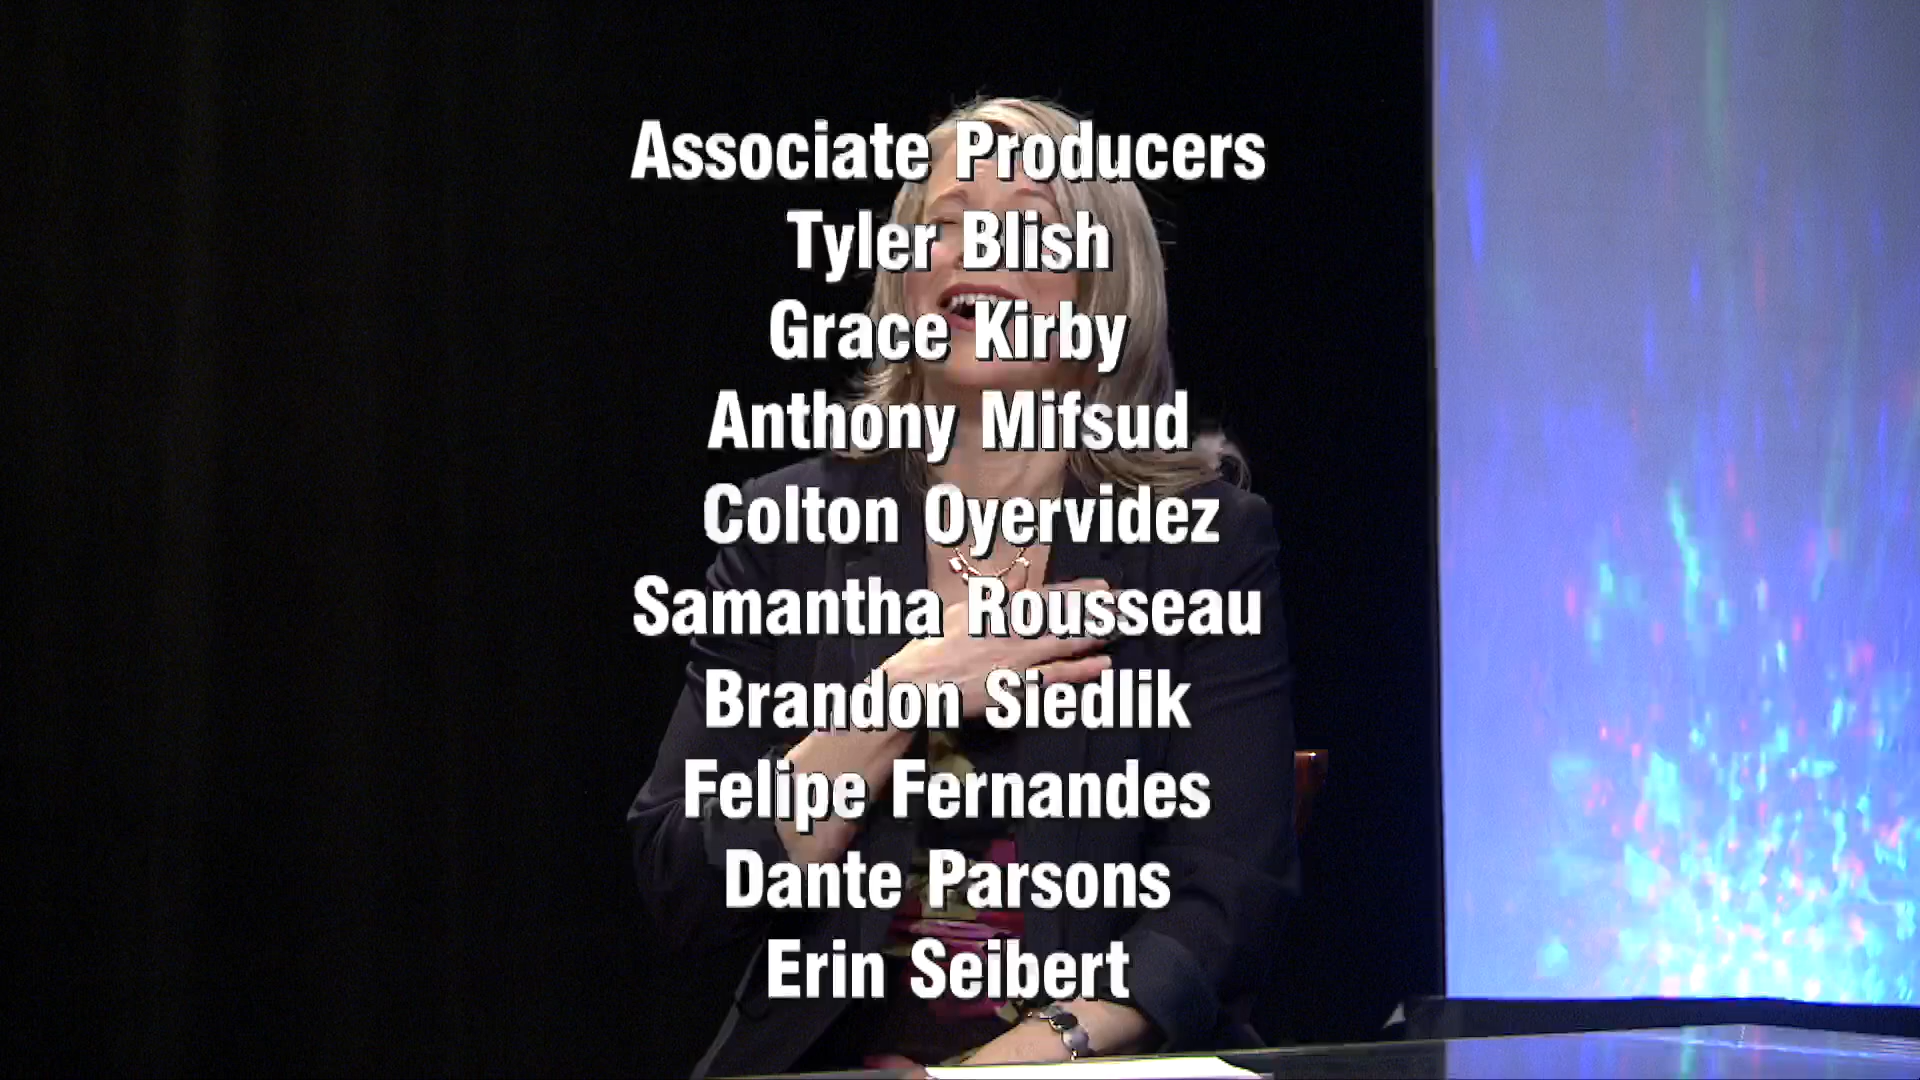 Associate Producers
Tyler Blish
Grace Kirby
Anthony Mifsud
Colton Oyervidez
Samantha Rousseau
Brandon Siedlik
Felipe Fernandes
Dante Parsons
Erin Seibert